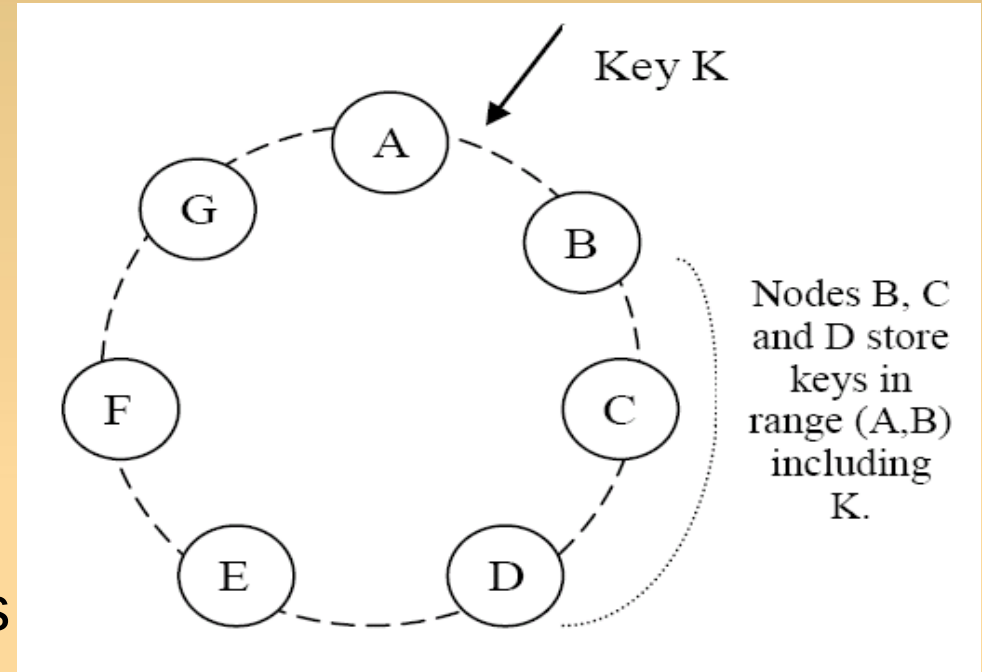 Key K
A
G
B
Nodes B, C
and D store
keys in
range (A,B)
including
K.
F
C
E
D
s